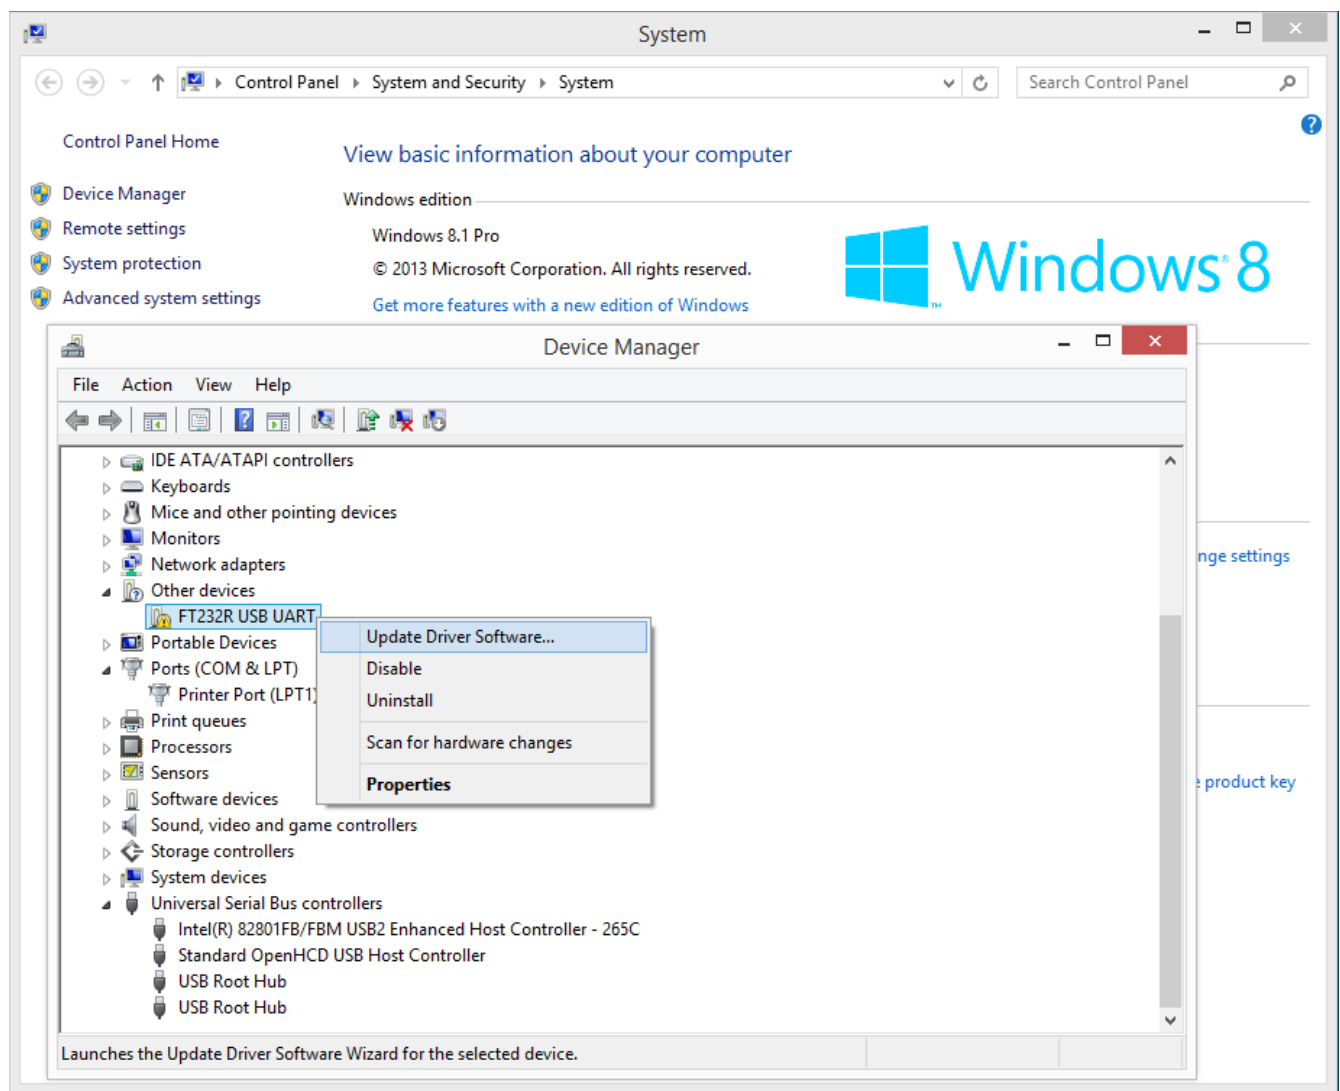 System
Control Panel System and Security System
Search Control Panel
Control Panel Home
View basic information about your computer
Device Manager
Windows edition
Remote settings
Windows 8.1 Pro
System protection
© 2013 Microsoft Corporation. All rights reserved.
Advanced system settings
Get more features with a new edition of Windows
Windows 8
Device Manager
File Action View Help
IDE ATA/ATAPI controllers
Keyboards
Mice and other pointing devices
Monitors
Network adapters
nge settings
Other devices
FT232R USB UART
Update Driver Software...
Portable Devices
Disable
Ports (COM & LPT)
Printer Port (LPT1)
Uninstall
Print queues
Scan for hardware changes
Processors
Sensors
Properties
product key
Software devices
Sound, video and game controllers
Storage controllers
System devices
Universal Serial Bus controllers
Intel(R) 82801FB/FBM USB2 Enhanced Host Controller - 265C
Standard OpenHCD USB Host Controller
USB Root Hub
USB Root Hub
Launches the Update Driver Software Wizard for the selected device.